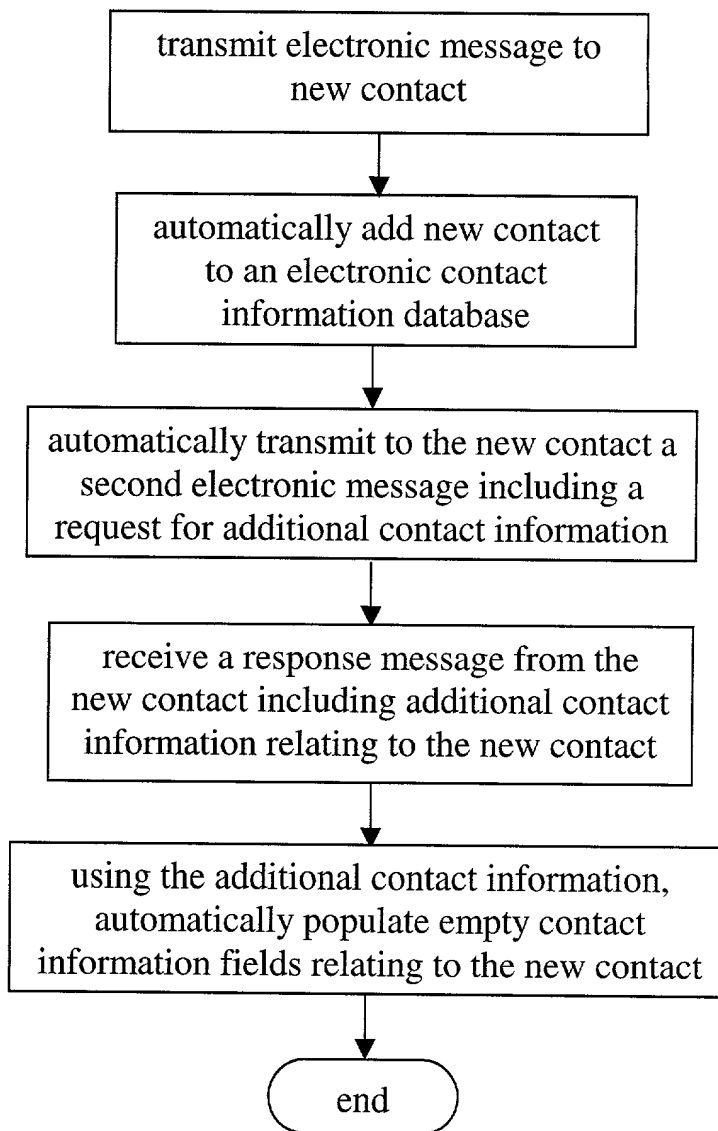 transmit electronic message to
new contact
automatically add new contact
to an electronic contact
information database
automatically transmit to the new contact a
second electronic message including a
request for additional contact information
receive a response message from the
new contact including additional contact
information relating to the new contact
using the additional contact information,
automatically populate empty contact
information fields relating to the new contact
end